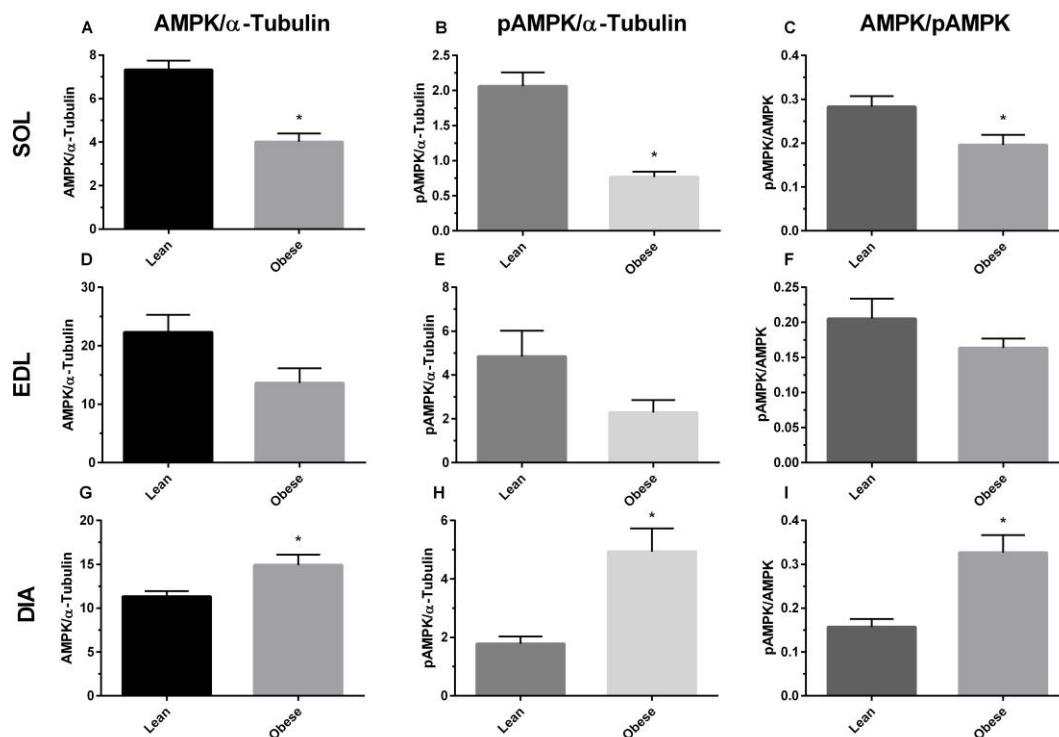 A AMPK/α-Tubulin
B pAMPK/α-Tubulin
C AMPK/pAMPK
SOL
AMPK/α-Tubulin
8
6
4
2
0
*
Lean
Obese
pAMPK/α-Tubulin
2.5
2.0
1.5
1.0
0.5
0.0
*
Lean
Obese
pAMPK/AMPK
0.4
0.3
0.2
0.1
0.0
*
Lean
Obese
EDL
D
AMPK/α-Tubulin
30
20
10
0
Lean
Obese
E
pAMPK/α-Tubulin
8
6
4
2
0
Lean
Obese
F
pAMPK/AMPK
0.25
0.20
0.15
0.10
0.05
0.00
Lean
Obese
DIA
G
AMPK/α-Tubulin
20
15
10
5
0
*
Lean
Obese
H
pAMPK/α-Tubulin
6
4
2
0
*
Lean
Obese
I
pAMPK/AMPK
0.4
0.3
0.2
0.1
0.0
*
Lean
Obese